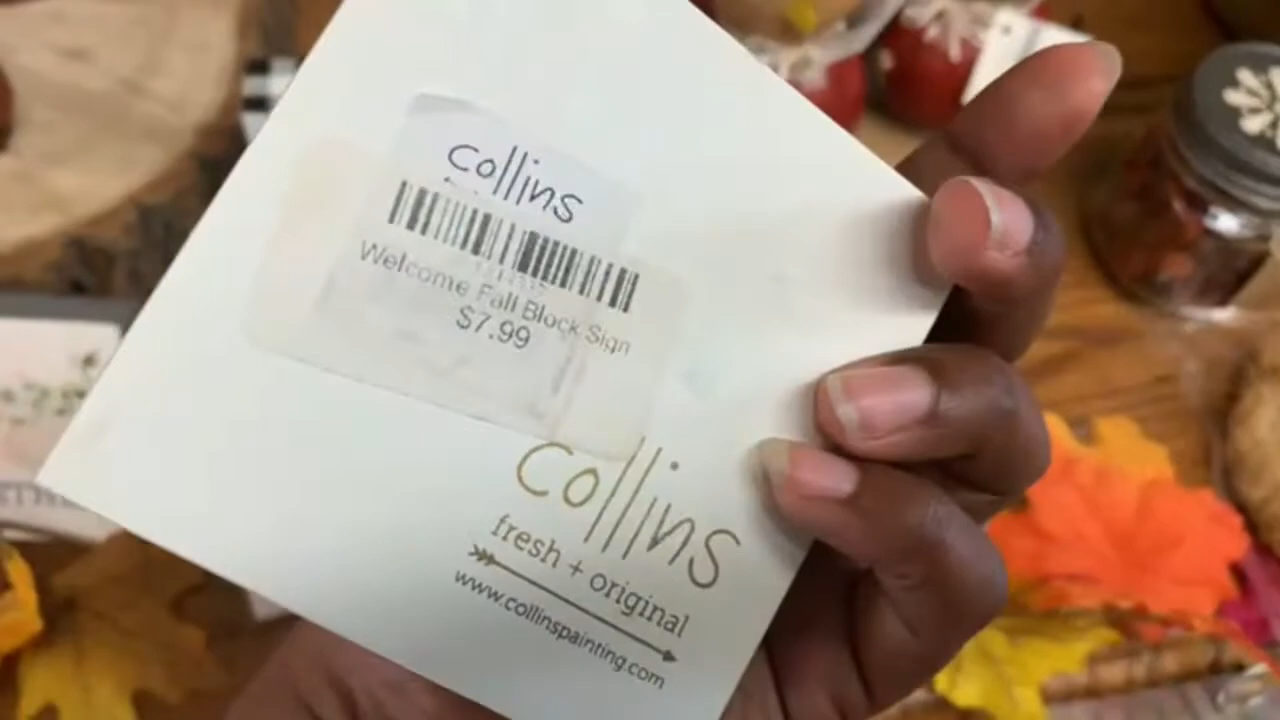 collins
Welcome Fall Block Sign
$7.99
collins
fresh + original
www.collinspainting.com